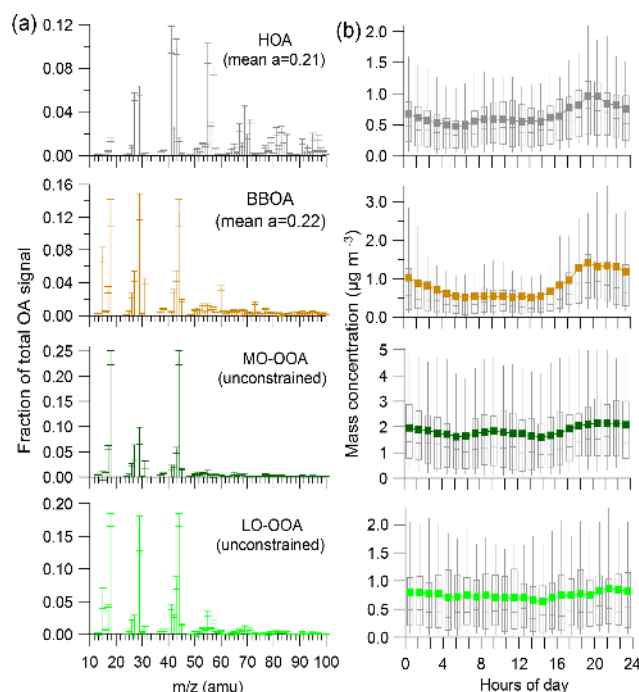 (a)
HOA
(mean a=0.21)
0.12
0.08
0.04
0.00
BBOA
(mean a=0.22)
0.16
0.12
0.08
0.04
0.00
MO-OOA
(unconstrained)
0.25
0.20
0.15
0.10
0.05
0.00
LO-OOA
(unconstrained)
0.20
0.15
0.10
0.05
0.00
10 20 30 40 50 60 70 80 90 100
m/z (amu)
Fraction of total OA signal
(b)
2.0
1.5
1.0
0.5
0.0
3.0
2.0
1.0
0.0
5
4
3
2
1
0
2.0
1.5
1.0
0.5
0.0
0 4 8 12 16 20 24
Hours of day
Mass concentration (µg m⁻³)